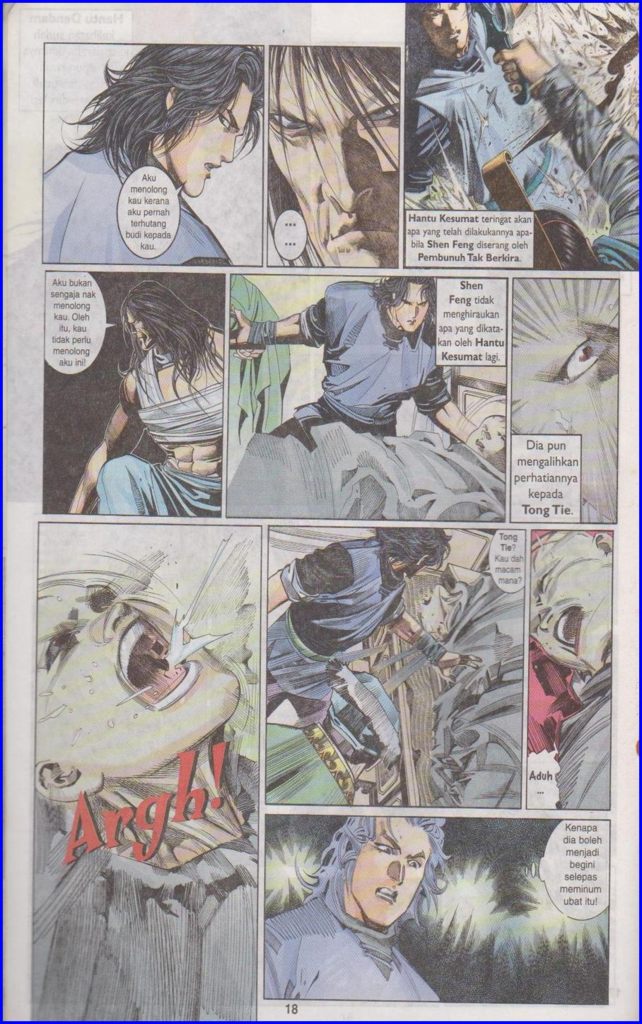 Aku
menolong
kau kerana
aku pernah
terhutang
budi kepada
kau.
...
...
Hantu Kesumat teringat akan
apa yang telah dilakukannya apa-
bila Shen Feng diserang oleh
Pembunuh Tak Berkira.
Aku bukan
sengaja nak
menolong
kau. Oleh
itu, kau
tidak perlu
menolong
aku ini!
Shen
Feng tidak
menghiraukan
apa yang dikata-
kan oleh Hantu
Kesumat lagi.
Dia pun
mengalihkan
perhatiannya
kepada
Tong Tie.
Argh!
Tong
Tie?
Kau dah
macam
mana?
Aduh
...
Kenapa
dia boleh
menjadi
begini
selepas
meminum
ubat itu!
18